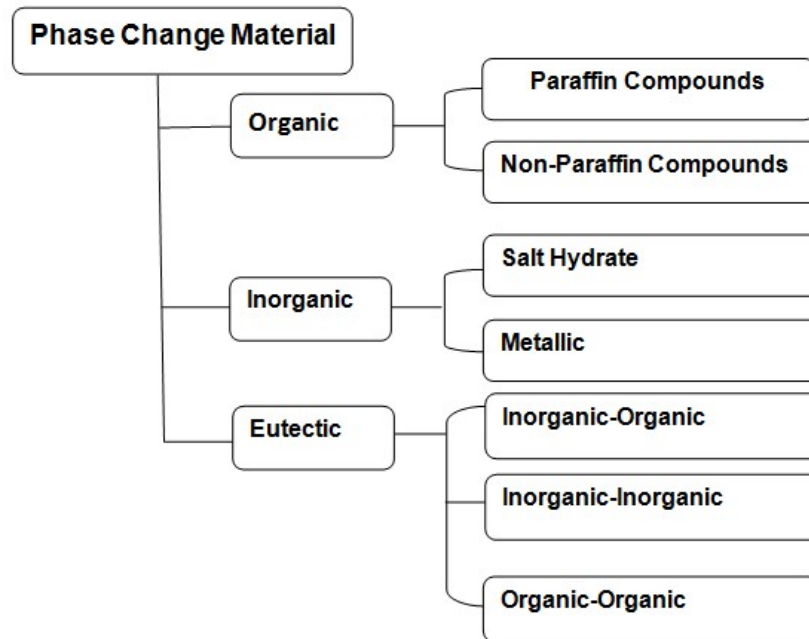 Phase Change Material
Organic
Paraffin Compounds
Non-Paraffin Compounds
Inorganic
Salt Hydrate
Metallic
Eutectic
Inorganic-Organic
Inorganic-Inorganic
Organic-Organic